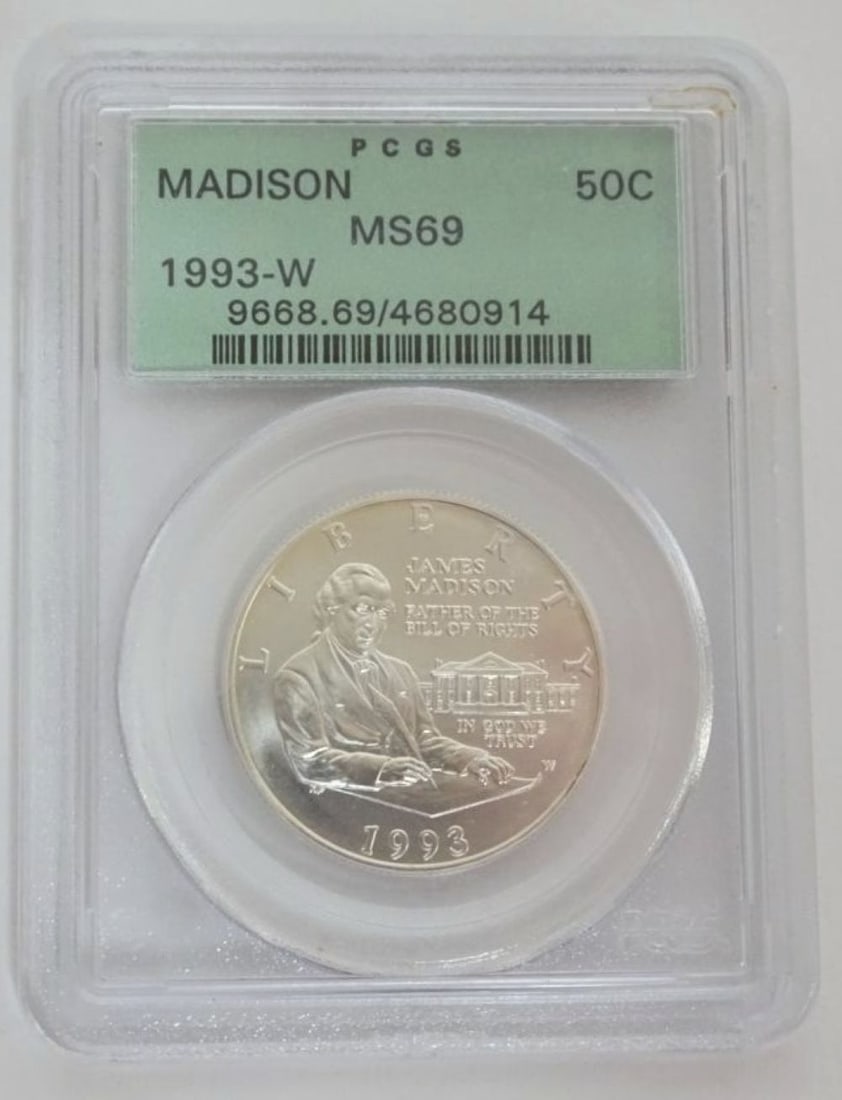 PCGS
MADISON 50C
MS69
1993-W
9668.69/4680914
LIBERTY
JAMES
MADISON
FATHER OF THE
BILL OF RIGHTS
IN GOD WE
TRUST
W
1993